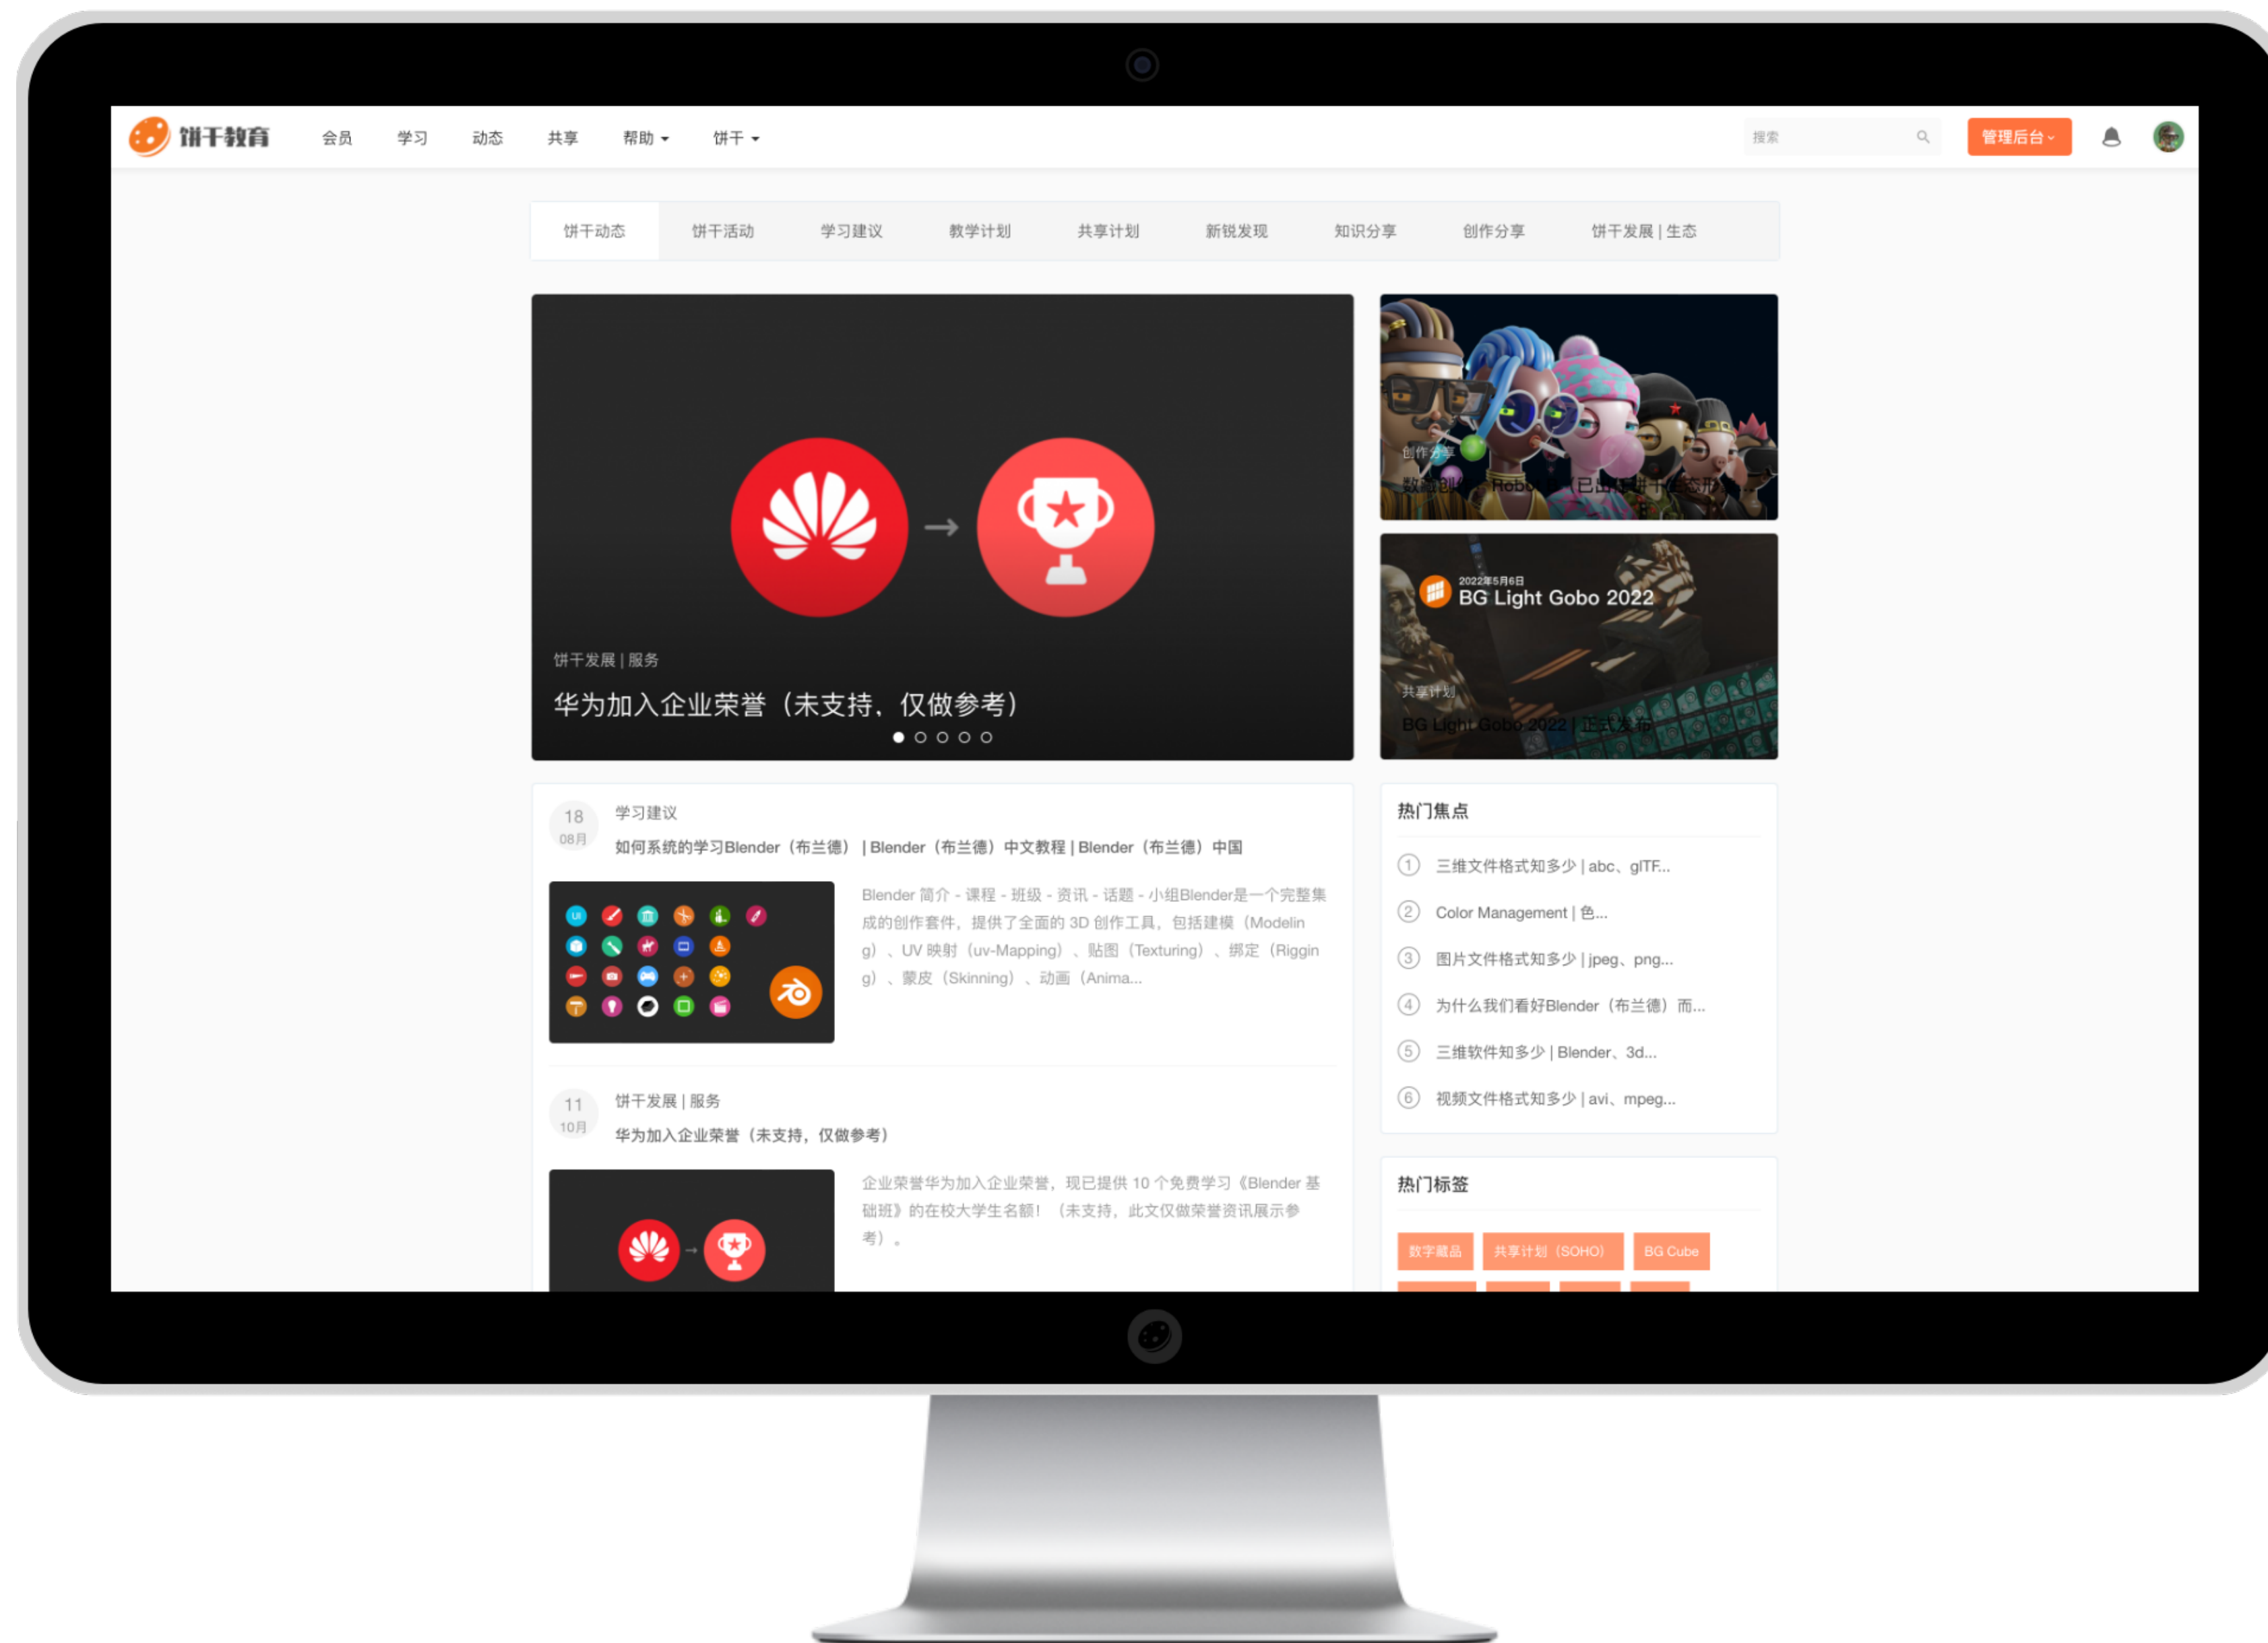 饼干教育
会员 学习 动态 共享 帮助 饼干
搜索
管理后台
饼干动态 饼干活动 学习建议 教学计划 共享计划 新锐发现 知识分享 创作分享 饼干发展 | 生态
饼干发展 | 服务
华为加入企业荣誉（未支持，仅做参考）
创作分享
2022年5月6日
BG Light Gobo 2022
共享计划
BG Light Gobo 2022 | 正式发布
18
08月
学习建议
如何系统的学习Blender（布兰德） | Blender（布兰德）中文教程 | Blender（布兰德）中国
UI
Blender 简介 - 课程 - 班级 - 资讯 - 话题 - 小组Blender是一个完整集
成的创作套件，提供了全面的 3D 创作工具，包括建模（Modelin
g）、UV 映射（uv-Mapping）、贴图（Texturing）、绑定（Riggin
g）、蒙皮（Skinning）、动画（Anima...
11
10月
饼干发展 | 服务
华为加入企业荣誉（未支持，仅做参考）
企业荣誉华为加入企业荣誉，现已提供 10 个免费学习《Blender 基
础班》的在校大学生名额！（未支持，此文仅做荣誉资讯展示参
考）。
热门焦点
1 三维文件格式知多少 | abc、glTF...
2 Color Management | 色...
3 图片文件格式知多少 | jpeg、png...
4 为什么我们看好Blender（布兰德）而...
5 三维软件知多少 | Blender、3d...
6 视频文件格式知多少 | avi、mpeg...
热门标签
数字藏品 共享计划（SOHO） BG Cube